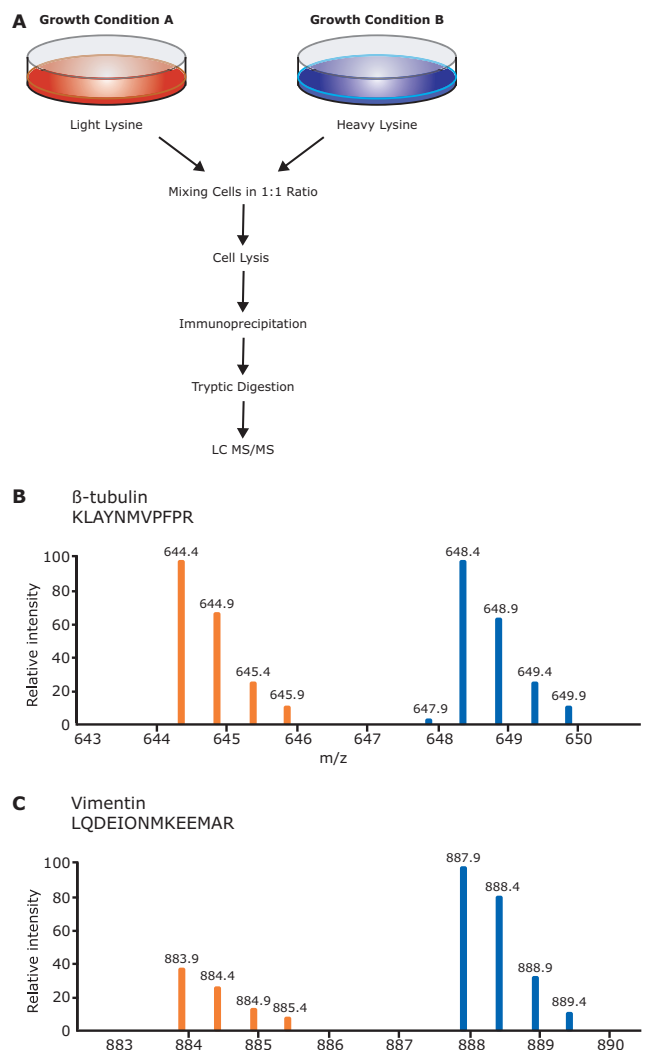 A
Growth Condition A
Growth Condition B
Light Lysine
Heavy Lysine
Mixing Cells in 1:1 Ratio
Cell Lysis
Immunoprecipitation
Tryptic Digestion
LC MS/MS
B
ß-tubulin
KLAYNMVPFPR
Relative intensity
100
80
60
40
20
0
644.4
644.9
645.4
645.9
647.9
648.4
648.9
649.4
649.9
643 644 645 646 647 648 649 650
m/z
C
Vimentin
LQDEIONMKEEMAR
Relative intensity
100
80
60
40
20
0
883.9
884.4
884.9
885.4
887.9
888.4
888.9
889.4
883 884 885 886 887 888 889 890